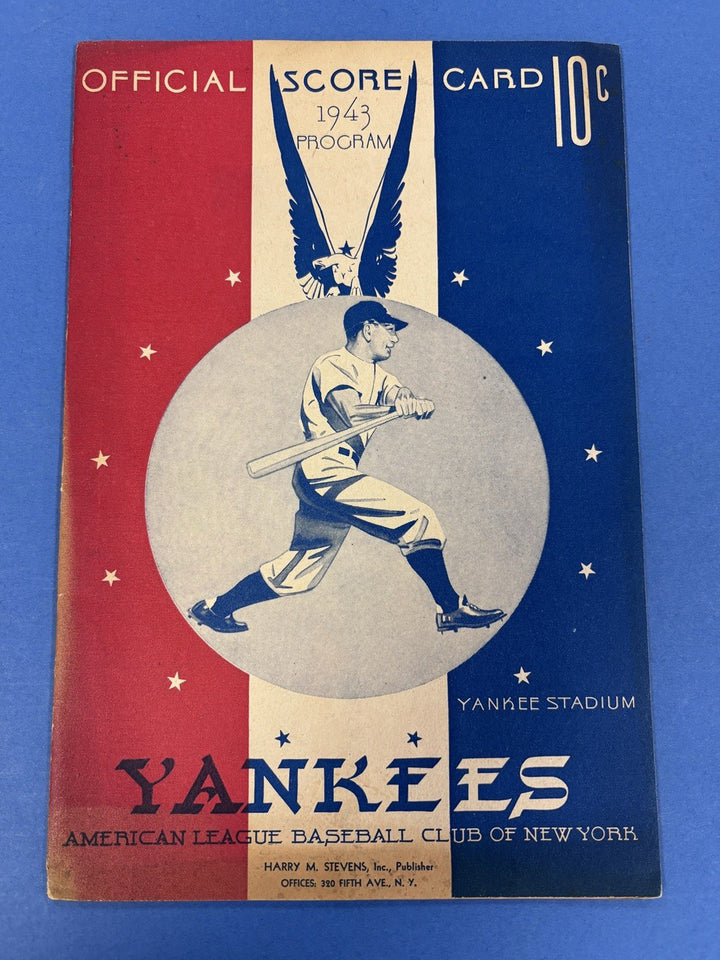 OFFICIAL SCORE CARD 10¢
1943
PROGRAM
YANKEE STADIUM
YANKEES
AMERICAN LEAGUE BASEBALL CLUB OF NEW YORK
HARRY M. STEVENS, Inc., Publisher
OFFICES: 320 FIFTH AVE., N. Y.